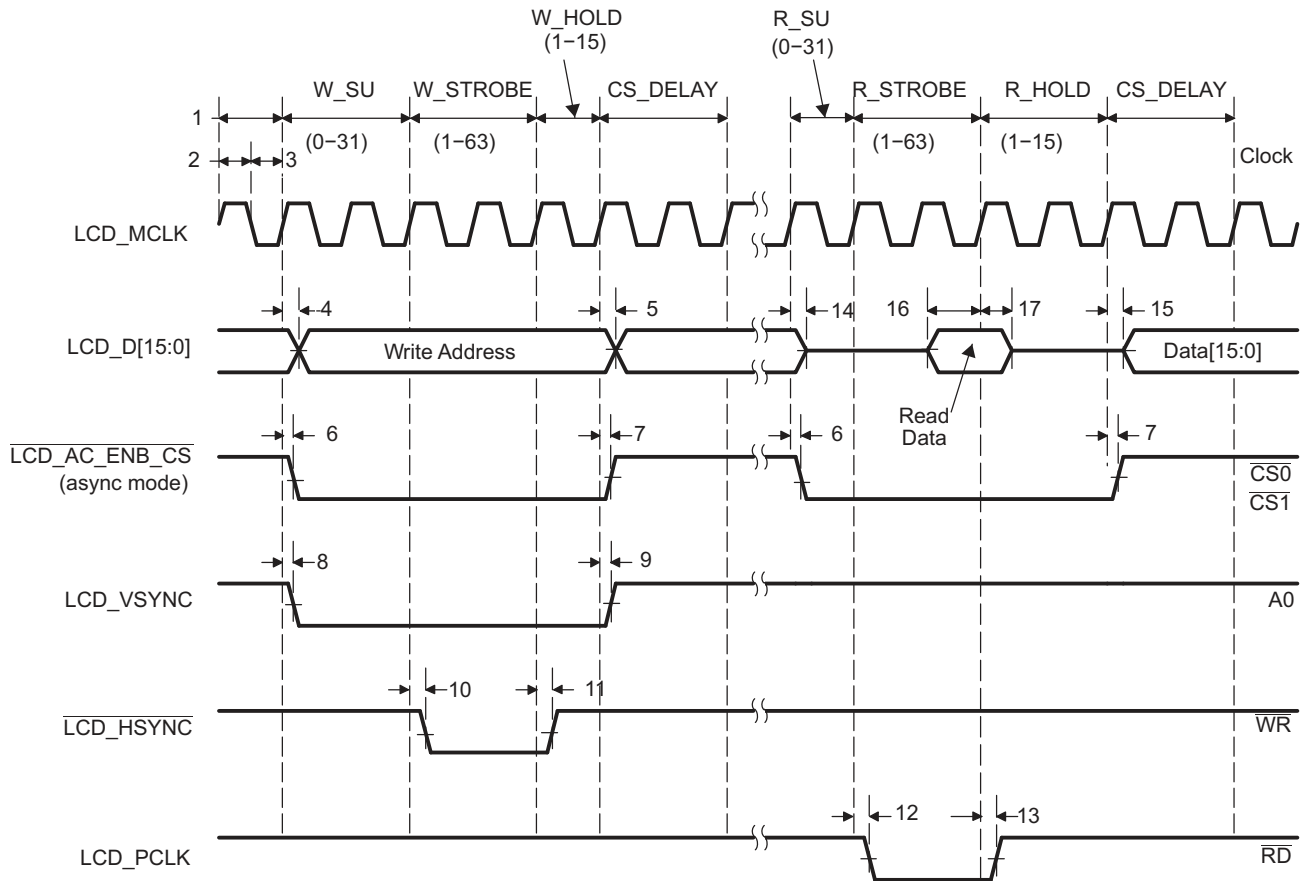 W_HOLD
(1−15)
R_SU
(0−31)
W_SU
W_STROBE
CS_DELAY
R_STROBE
R_HOLD
CS_DELAY
1
(0−31)
(1−63)
(1−63)
(1−15)
2
3
Clock
LCD_MCLK
4
5
14
16
17
15
LCD_D[15:0]
Write Address
Data[15:0]
Read
Data
6
7
6
7
LCD_AC_ENB_CS
(async mode)
CS0
CS1
8
9
LCD_VSYNC
A0
10
11
LCD_HSYNC
WR
12
13
LCD_PCLK
RD